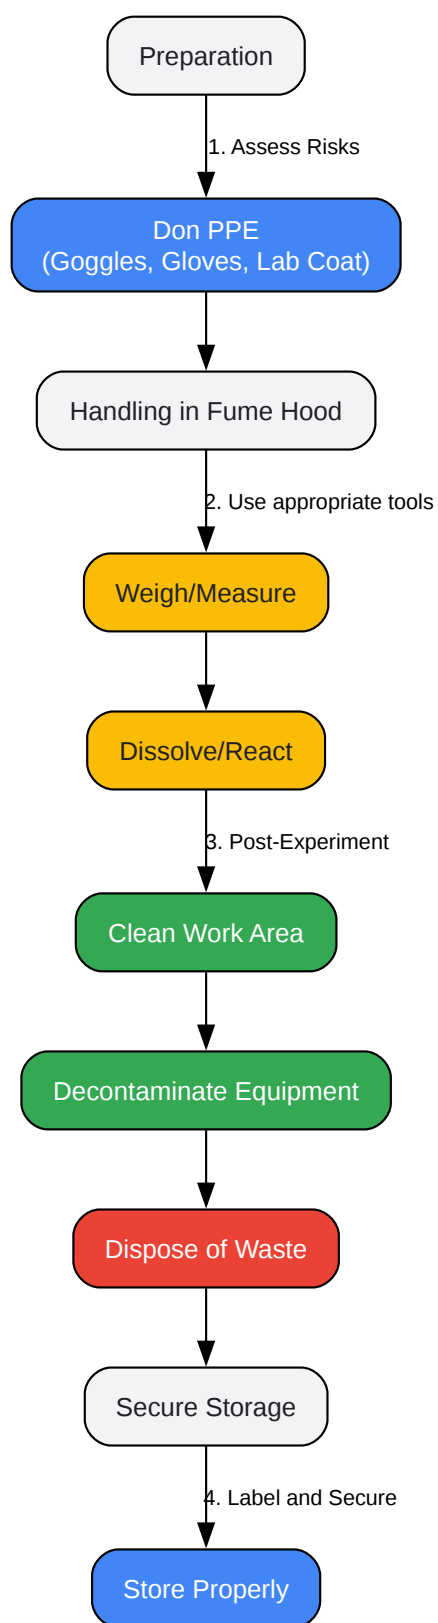 Preparation
1. Assess Risks
Don PPE
(Goggles, Gloves, Lab Coat)
Handling in Fume Hood
2. Use appropriate tools
Weigh/Measure
Dissolve/React
3. Post-Experiment
Clean Work Area
Decontaminate Equipment
Dispose of Waste
Secure Storage
4. Label and Secure
Store Properly